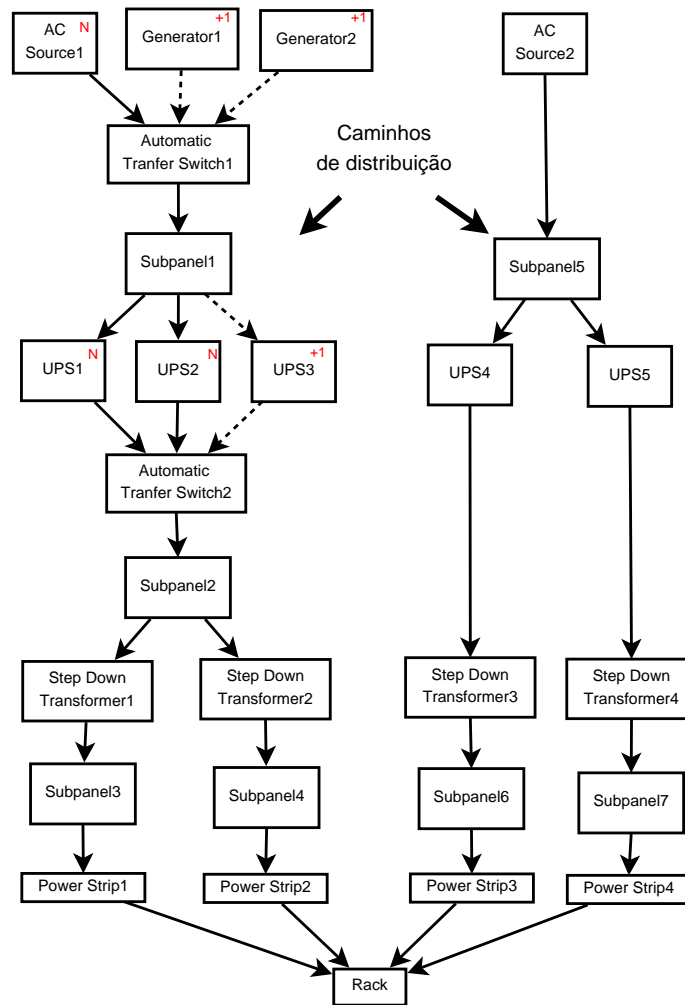 AC
Source1
N
Generator1
+1
Generator2
+1
AC
Source2
Automatic
Tranfer Switch1
Caminhos
de distribuição
Subpanel1
Subpanel5
UPS1
N
UPS2
N
UPS3
+1
UPS4
UPS5
Automatic
Tranfer Switch2
Subpanel2
Step Down
Transformer1
Step Down
Transformer2
Step Down
Transformer3
Step Down
Transformer4
Subpanel3
Subpanel4
Subpanel6
Subpanel7
Power Strip1
Power Strip2
Power Strip3
Power Strip4
Rack